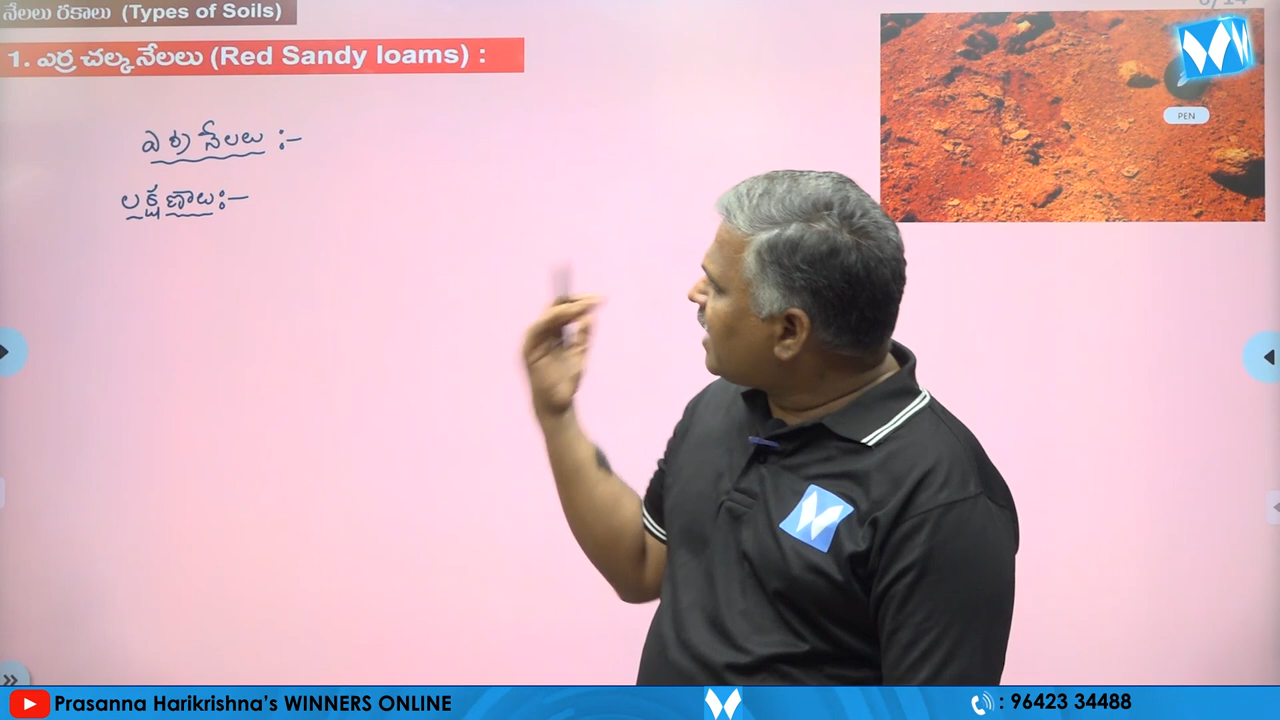 నేలలు రకాలు (Types of Soils)
1. ఎర్ర చల్క నేలలు (Red Sandy loams) :
ఎర్ర నేలలు :-
లక్షణాలు:-
PEN
Prasanna Harikrishna's WINNERS ONLINE
: 96423 34488